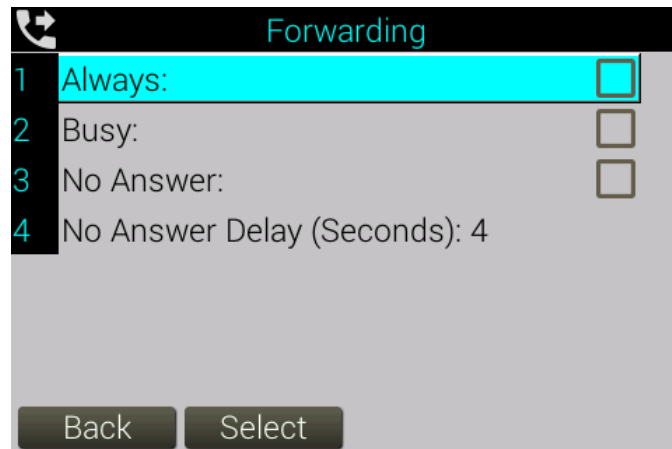 Forwarding
1 Always:
2 Busy:
3 No Answer:
4 No Answer Delay (Seconds): 4
Back Select